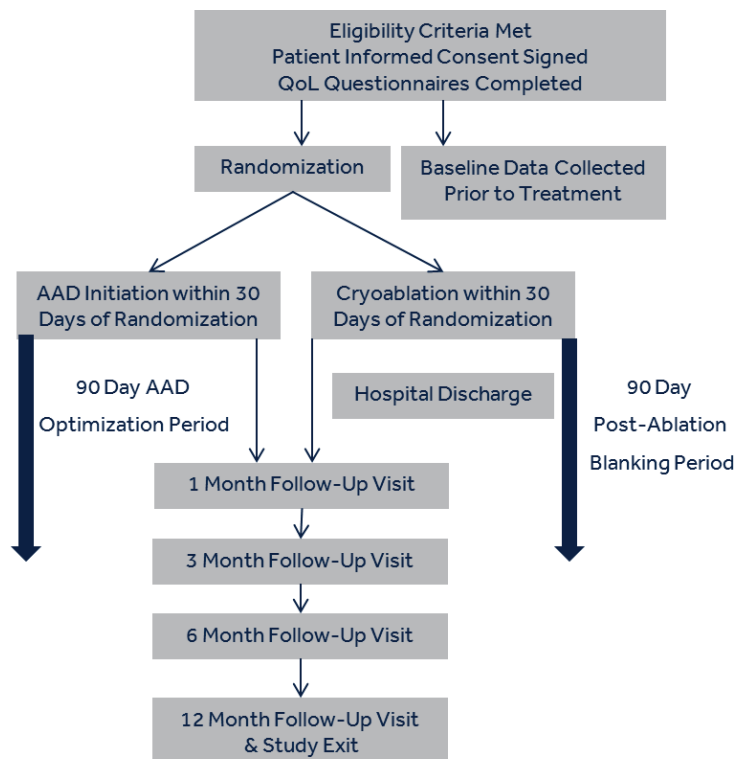 Eligibility Criteria Met
Patient Informed Consent Signed
QoL Questionnaires Completed
Randomization
Baseline Data Collected
Prior to Treatment
AAD Initiation within 30
Days of Randomization
Cryoablation within 30
Days of Randomization
90 Day AAD
Optimization Period
Hospital Discharge
90 Day
Post-Ablation
Blanking Period
1 Month Follow-Up Visit
3 Month Follow-Up Visit
6 Month Follow-Up Visit
12 Month Follow-Up Visit
& Study Exit